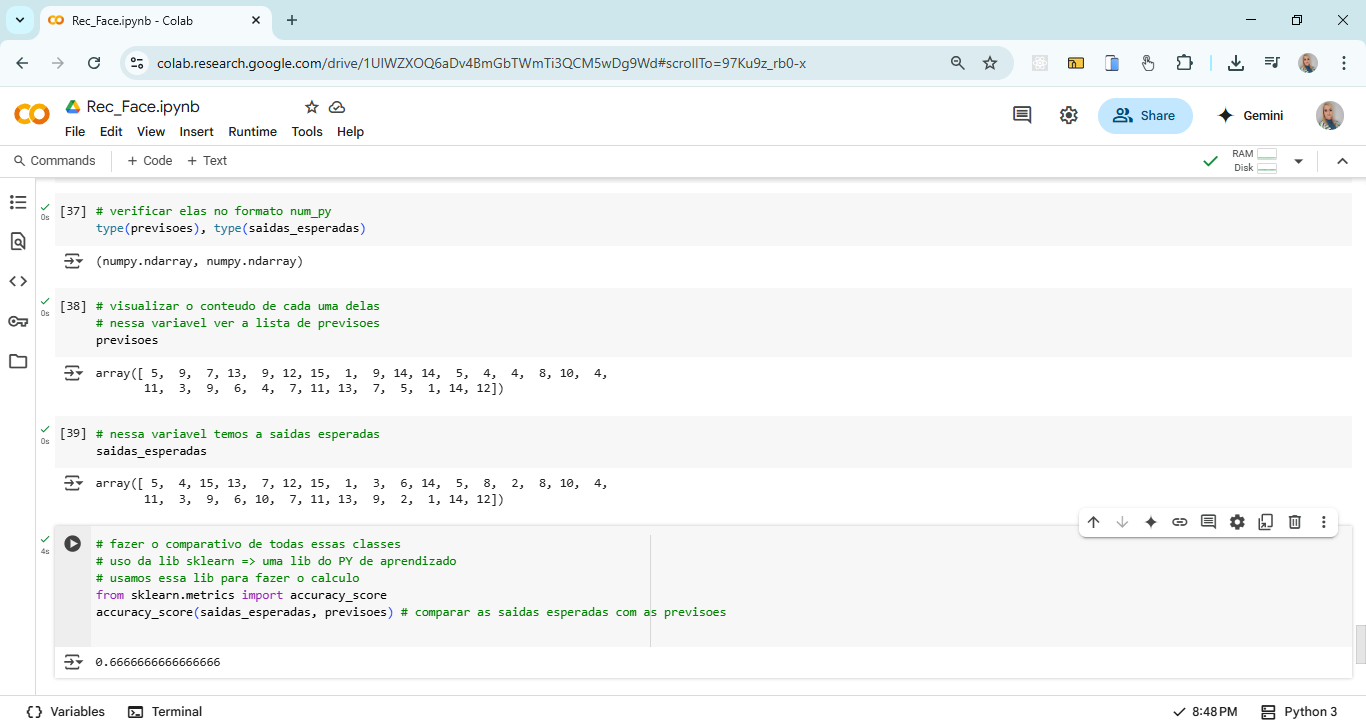 Rec_Face.ipynb - Colab
colab.research.google.com/drive/1UIWZXOQ6aDv4BmGbTWmTi3QCM5wDg9Wd#scrollTo=97Ku9z_rb0-x
Rec_Face.ipynb
File Edit View Insert Runtime Tools Help
Share
Gemini
Commands + Code + Text
RAM
Disk
0s
[37] # verificar elas no formato num_py
type(previsoes), type(saidas_esperadas)
(numpy.ndarray, numpy.ndarray)
0s
[38] # visualizar o conteudo de cada uma delas
# nessa variavel ver a lista de previsoes
previsoes
array([ 5, 9, 7, 13, 9, 12, 15, 1, 9, 14, 14, 5, 4, 4, 8, 10, 4,
11, 3, 9, 6, 4, 7, 11, 13, 7, 5, 1, 14, 12])
0s
[39] # nessa variavel temos a saidas esperadas
saidas_esperadas
array([ 5, 4, 15, 13, 7, 12, 15, 1, 3, 6, 14, 5, 8, 2, 8, 10, 4,
11, 3, 9, 6, 10, 7, 11, 13, 9, 2, 1, 14, 12])
4s
# fazer o comparativo de todas essas classes
# uso da lib sklearn => uma lib do PY de aprendizado
# usamos essa lib para fazer o calculo
from sklearn.metrics import accuracy_score
accuracy_score(saidas_esperadas, previsoes) # comparar as saidas esperadas com as previsoes
0.6666666666666666
Variables Terminal
8:48 PM Python 3